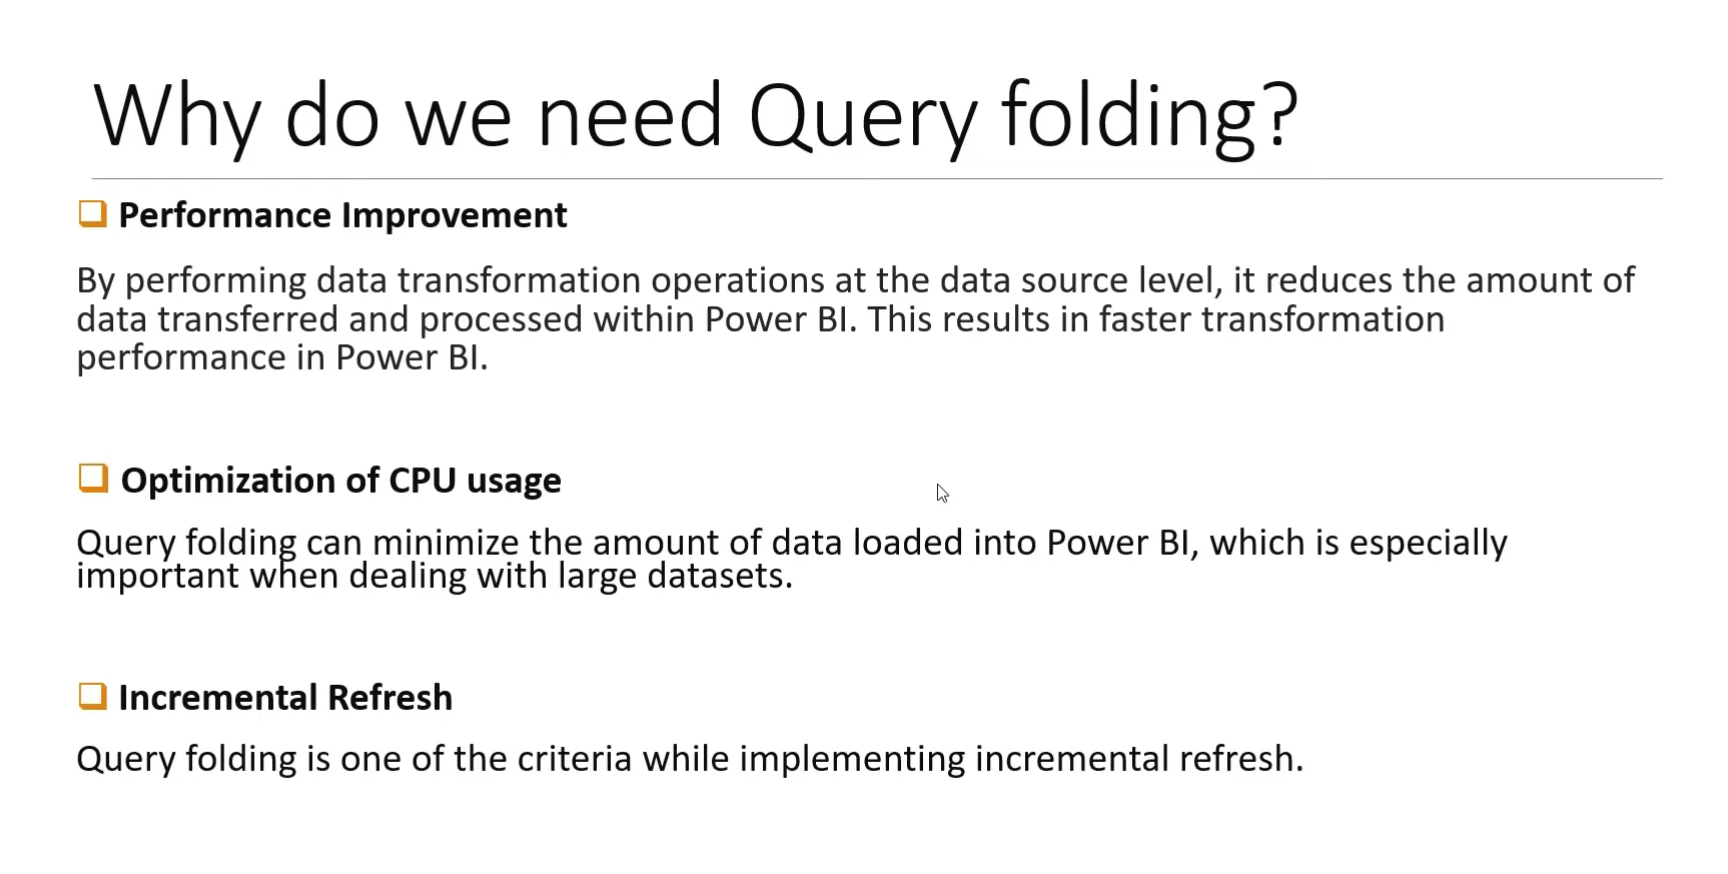 Why do we need Query folding?
Performance Improvement
By performing data transformation operations at the data source level, it reduces the amount of
data transferred and processed within Power BI. This results in faster transformation
performance in Power BI.
Optimization of CPU usage
Query folding can minimize the amount of data loaded into Power BI, which is especially
important when dealing with large datasets.
Incremental Refresh
Query folding is one of the criteria while implementing incremental refresh.